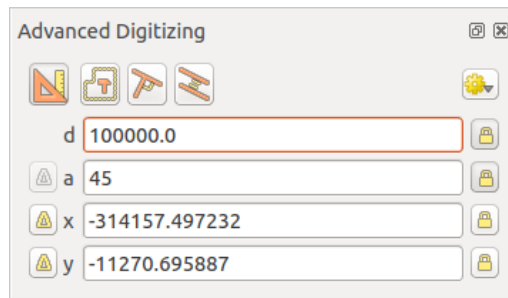 Advanced Digitizing
d 100000.0
a 45
x -314157.497232
y -11270.695887